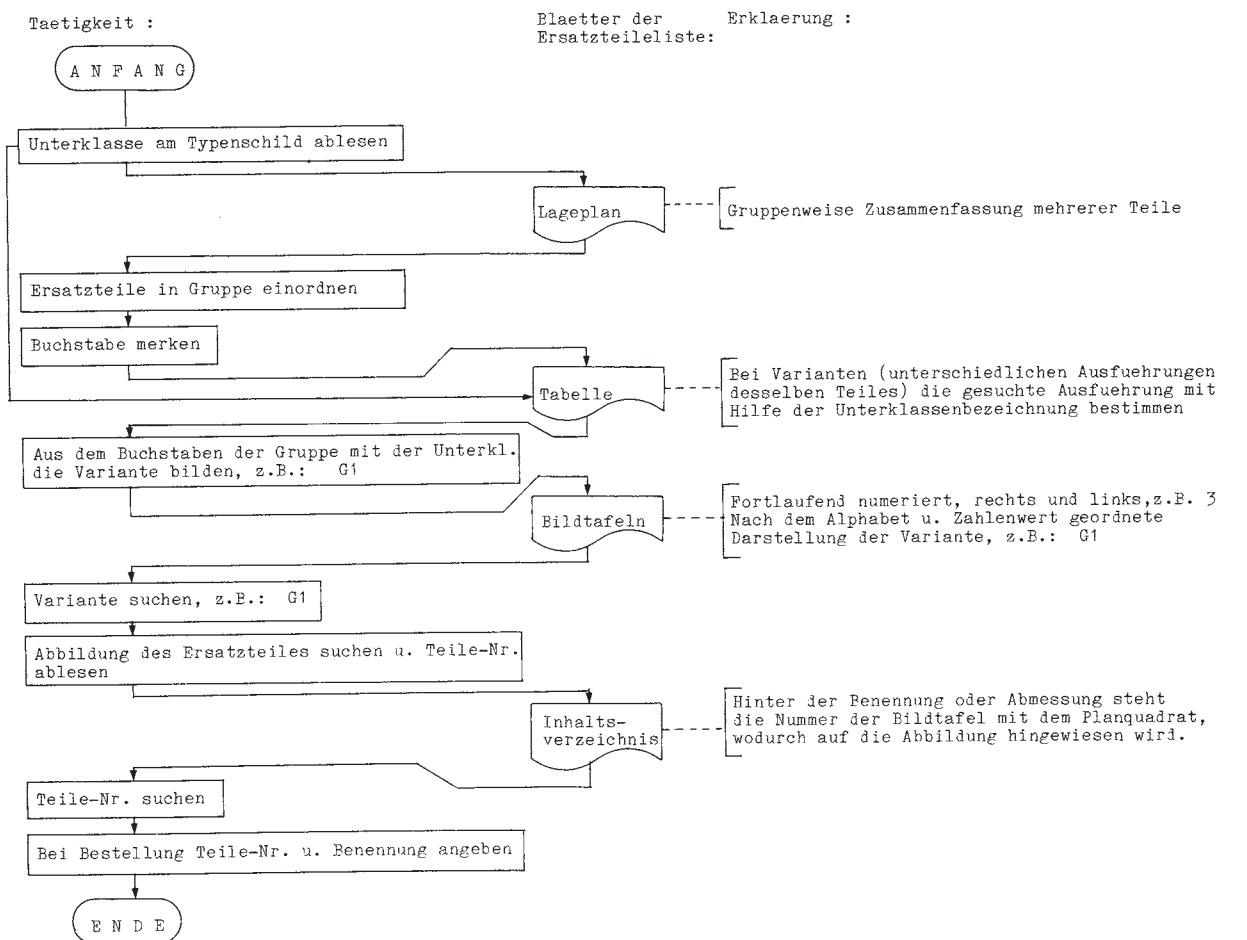 Taetigkeit :
Blaetter der
Ersatzteileliste:
Erklaerung :
A N F A N G
Unterklasse am Typenschild ablesen
Lageplan
Gruppenweise Zusammenfassung mehrerer Teile
Ersatzteile in Gruppe einordnen
Buchstabe merken
Tabelle
Bei Varianten (unterschiedlichen Ausfuehrungen
desselben Teiles) die gesuchte Ausfuehrung mit
Hilfe der Unterklassenbezeichnung bestimmen
Aus dem Buchstaben der Gruppe mit der Unterkl.
die Variante bilden, z.B.: G1
Bildtafeln
Fortlaufend numeriert, rechts und links,z.B. 3
Nach dem Alphabet u. Zahlenwert geordnete
Darstellung der Variante, z.B.: G1
Variante suchen, z.B.: G1
Abbildung des Ersatzteiles suchen u. Teile-Nr.
ablesen
Inhalts-
verzeichnis
Hinter der Benennung oder Abmessung steht
die Nummer der Bildtafel mit dem Planquadrat,
wodurch auf die Abbildung hingewiesen wird.
Teile-Nr. suchen
Bei Bestellung Teile-Nr. u. Benennung angeben
E N D E